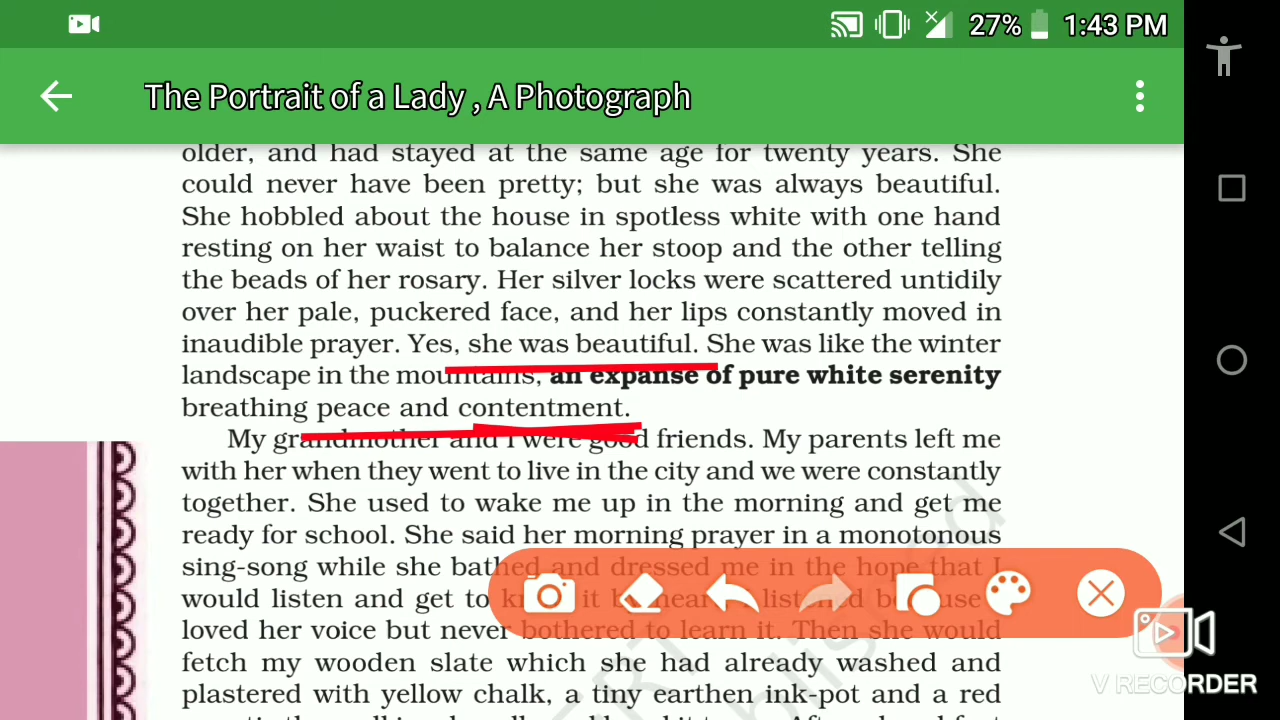 27% 1:43 PM
The Portrait of a Lady , A Photograph
older, and had stayed at the same age for twenty years. She
could never have been pretty; but she was always beautiful.
She hobbled about the house in spotless white with one hand
resting on her waist to balance her stoop and the other telling
the beads of her rosary. Her silver locks were scattered untidily
over her pale, puckered face, and her lips constantly moved in
inaudible prayer. Yes, she was beautiful. She was like the winter
landscape in the mountains, an expanse of pure white serenity
breathing peace and contentment.
My grandmother and I were good friends. My parents left me
with her when they went to live in the city and we were constantly
together. She used to wake me up in the morning and get me
ready for school. She said her morning prayer in a monotonous
sing-song while she bathed and dressed me in the hope that I
would listen and get to know it by heart. I listened because I
loved her voice but never bothered to learn it. Then she would
fetch my wooden slate which she had already washed and
plastered with yellow chalk, a tiny earthen ink-pot and a red
V RECORDER